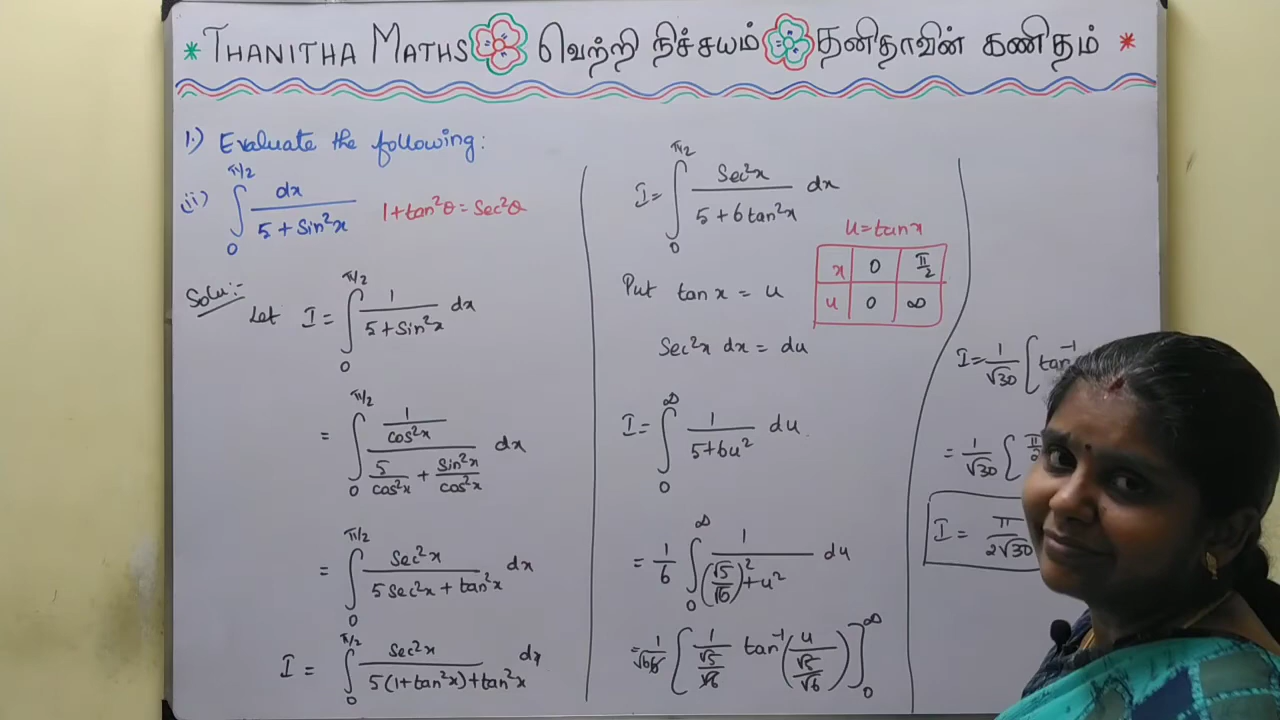 * THANITHA MATHS வெற்றி நிச்சயம் தனிதாவின் கணிதம் *
1.) Evaluate the following:
(ii) ∫₀^{π/2} dx / (5 + sin²x)   1 + tan²θ = sec²θ
Solu:-
Let I = ∫₀^{π/2} 1 / (5 + sin²x) dx
= ∫₀^{π/2} (1/cos²x) / (5/cos²x + sin²x/cos²x) dx
= ∫₀^{π/2} sec²x / (5 sec²x + tan²x) dx
I = ∫₀^{π/2} sec²x / (5(1 + tan²x) + tan²x) dx
I = ∫₀^{π/2} sec²x / (5 + 6 tan²x) dx
u = tan x
x 0 π/2
u 0 ∞
Put tan x = u
sec²x dx = du
I = ∫₀^∞ 1 / (5 + 6u²) du.
= 1/6 ∫₀^∞ 1 / ((√5/√6)² + u²) du
= 1/(√6 √6) [ 1/(√5/√6) tan⁻¹( u/(√5/√6) ) ]₀^∞
I = 1/√30 [ tan⁻¹
= 1/√30 {
I = π / 2√30